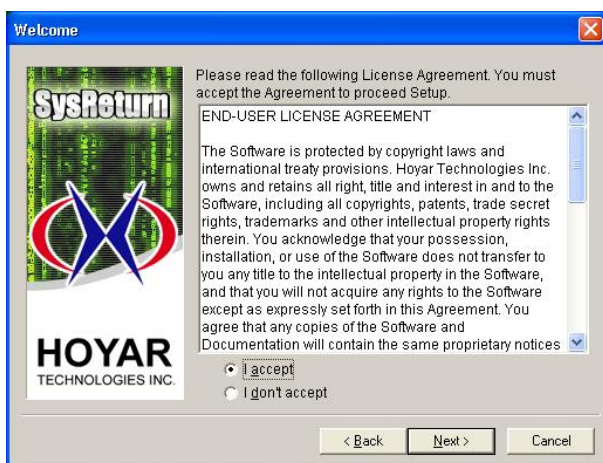 Welcome
SysReturn
HOYAR
TECHNOLOGIES INC.
Please read the following License Agreement. You must
accept the Agreement to proceed Setup.
END-USER LICENSE AGREEMENT
The Software is protected by copyright laws and
international treaty provisions. Hoyar Technologies Inc.
owns and retains all right, title and interest in and to the
Software, including all copyrights, patents, trade secret
rights, trademarks and other intellectual property rights
therein. You acknowledge that your possession,
installation, or use of the Software does not transfer to
you any title to the intellectual property in the Software,
and that you will not acquire any rights to the Software
except as expressly set forth in this Agreement. You
agree that any copies of the Software and
Documentation will contain the same proprietary notices
I accept
I don't accept
< Back
Next >
Cancel